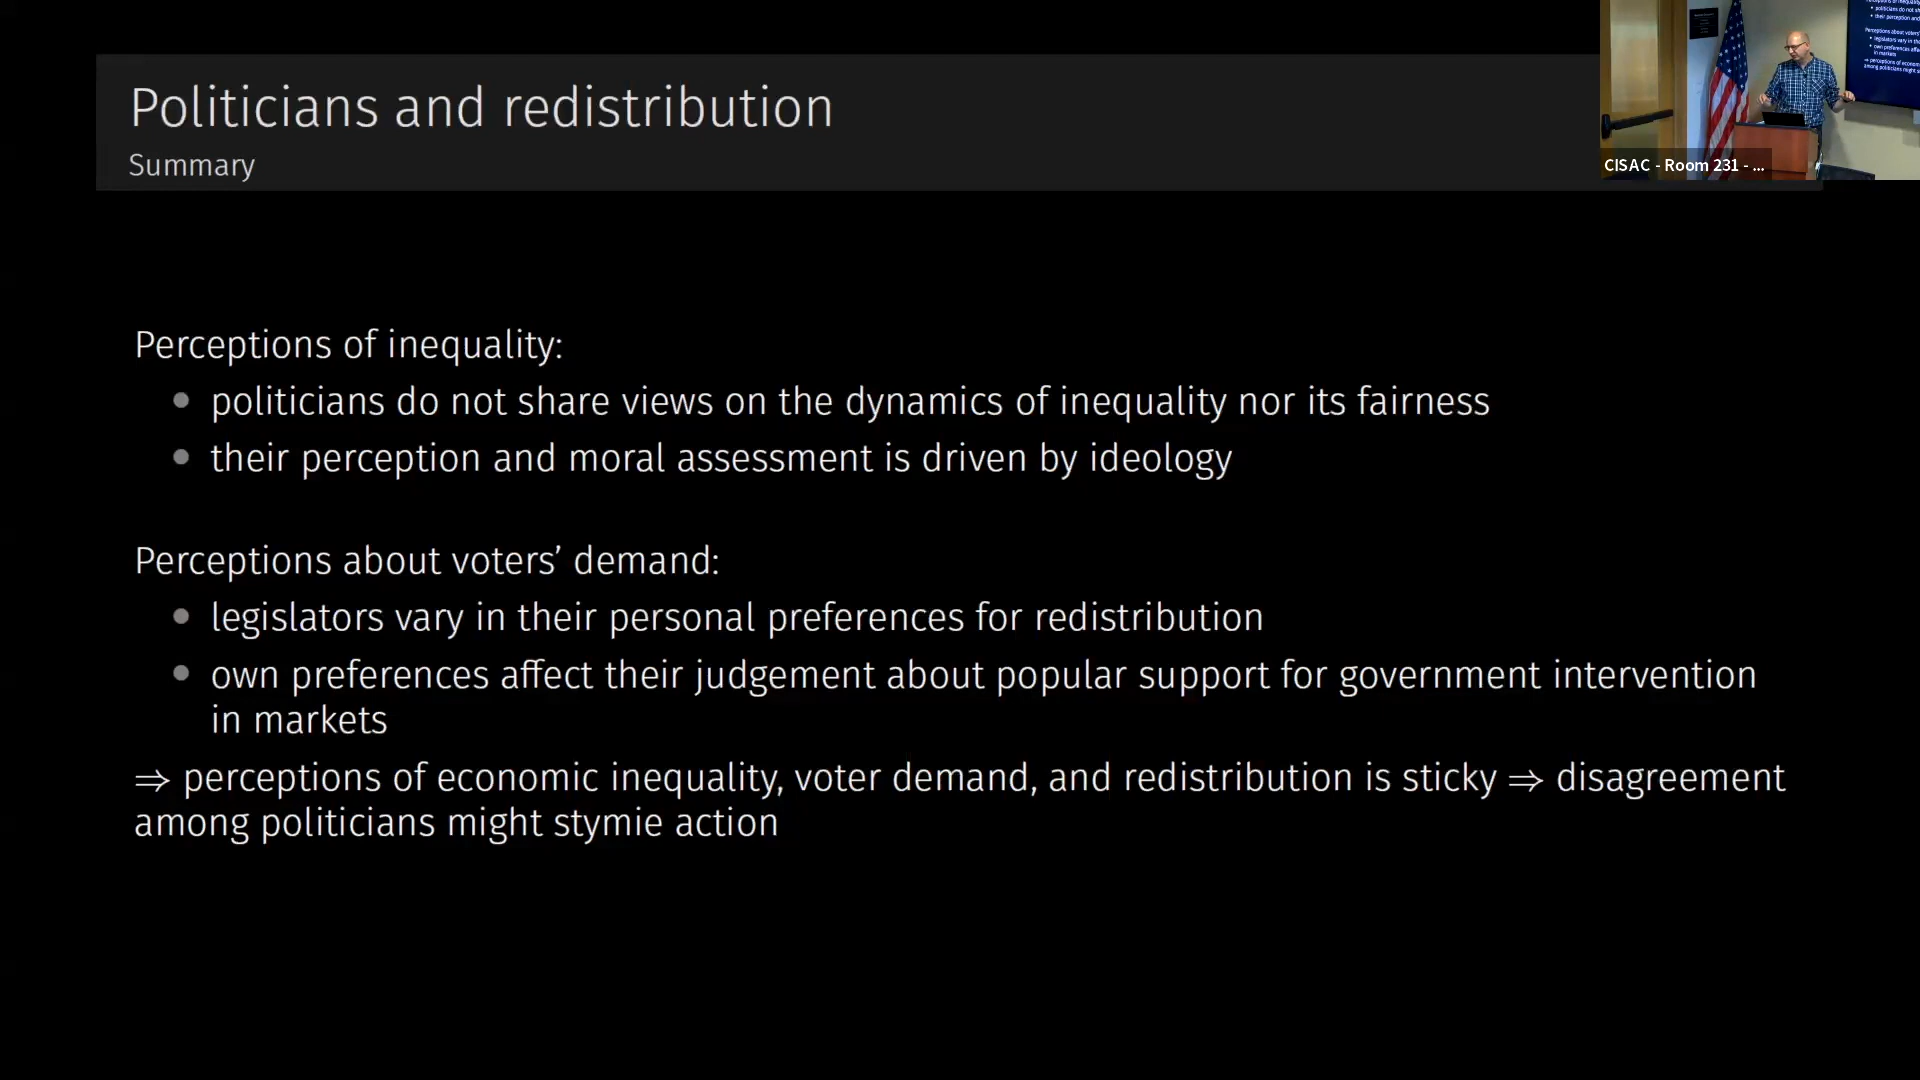 Politicians and redistribution
Summary
CISAC - Room 231 - ...
Perceptions of inequality:
politicians do not share views on the dynamics of inequality nor its fairness
their perception and moral assessment is driven by ideology
Perceptions about voters’ demand:
legislators vary in their personal preferences for redistribution
own preferences affect their judgement about popular support for government intervention
in markets
⇒ perceptions of economic inequality, voter demand, and redistribution is sticky ⇒ disagreement
among politicians might stymie action